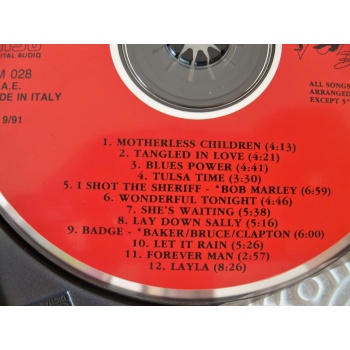 DIGITAL AUDIO
M 028
.A.E.
DE IN ITALY
9/91
ALL SONGS
ARRANGED
EXCEPT 5*
1. MOTHERLESS CHILDREN (4:13)
2. TANGLED IN LOVE (4:21)
3. BLUES POWER (4:41)
4. TULSA TIME (3:30)
5. I SHOT THE SHERIFF - *BOB MARLEY (6:59)
6. WONDERFUL TONIGHT (4:46)
7. SHE'S WAITING (5:38)
8. LAY DOWN SALLY (5:16)
9. BADGE - *BAKER/BRUCE/CLAPTON (6:00)
10. LET IT RAIN (5:26)
11. FOREVER MAN (2:57)
12. LAYLA (8:26)